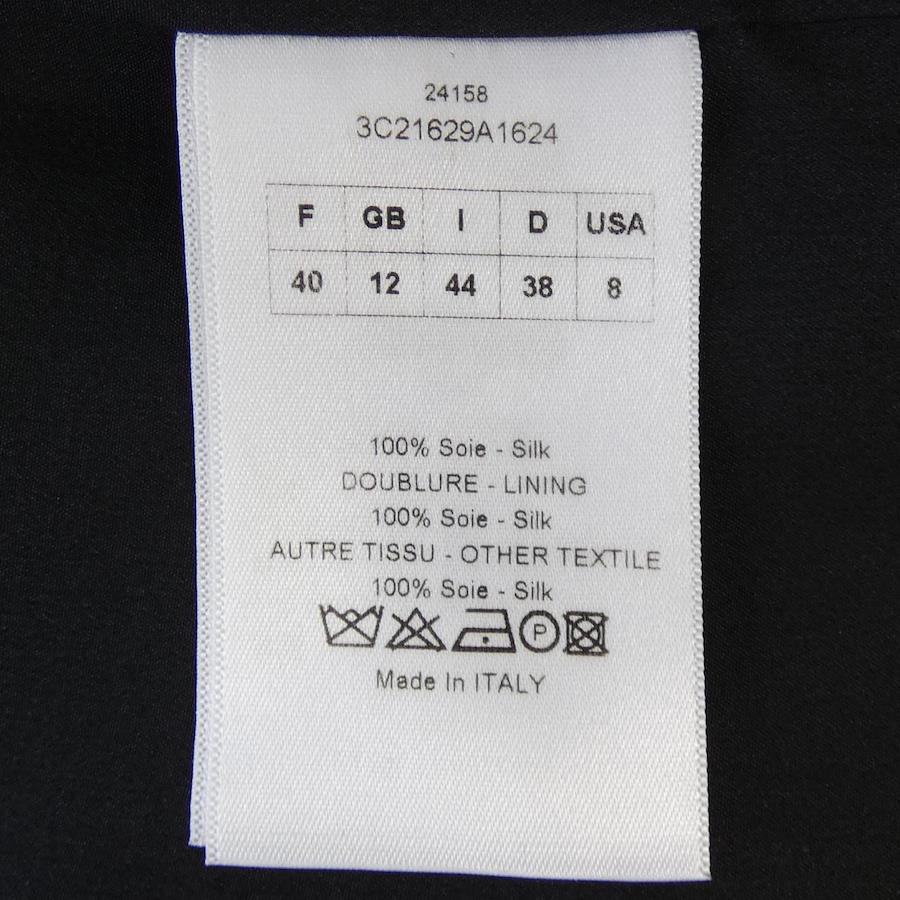 24158
3C21629A1624
F GB I D USA
40 12 44 38 8
100% Soie - Silk
DOUBLURE - LINING
100% Soie - Silk
AUTRE TISSU - OTHER TEXTILE
100% Soie - Silk
P
Made In ITALY